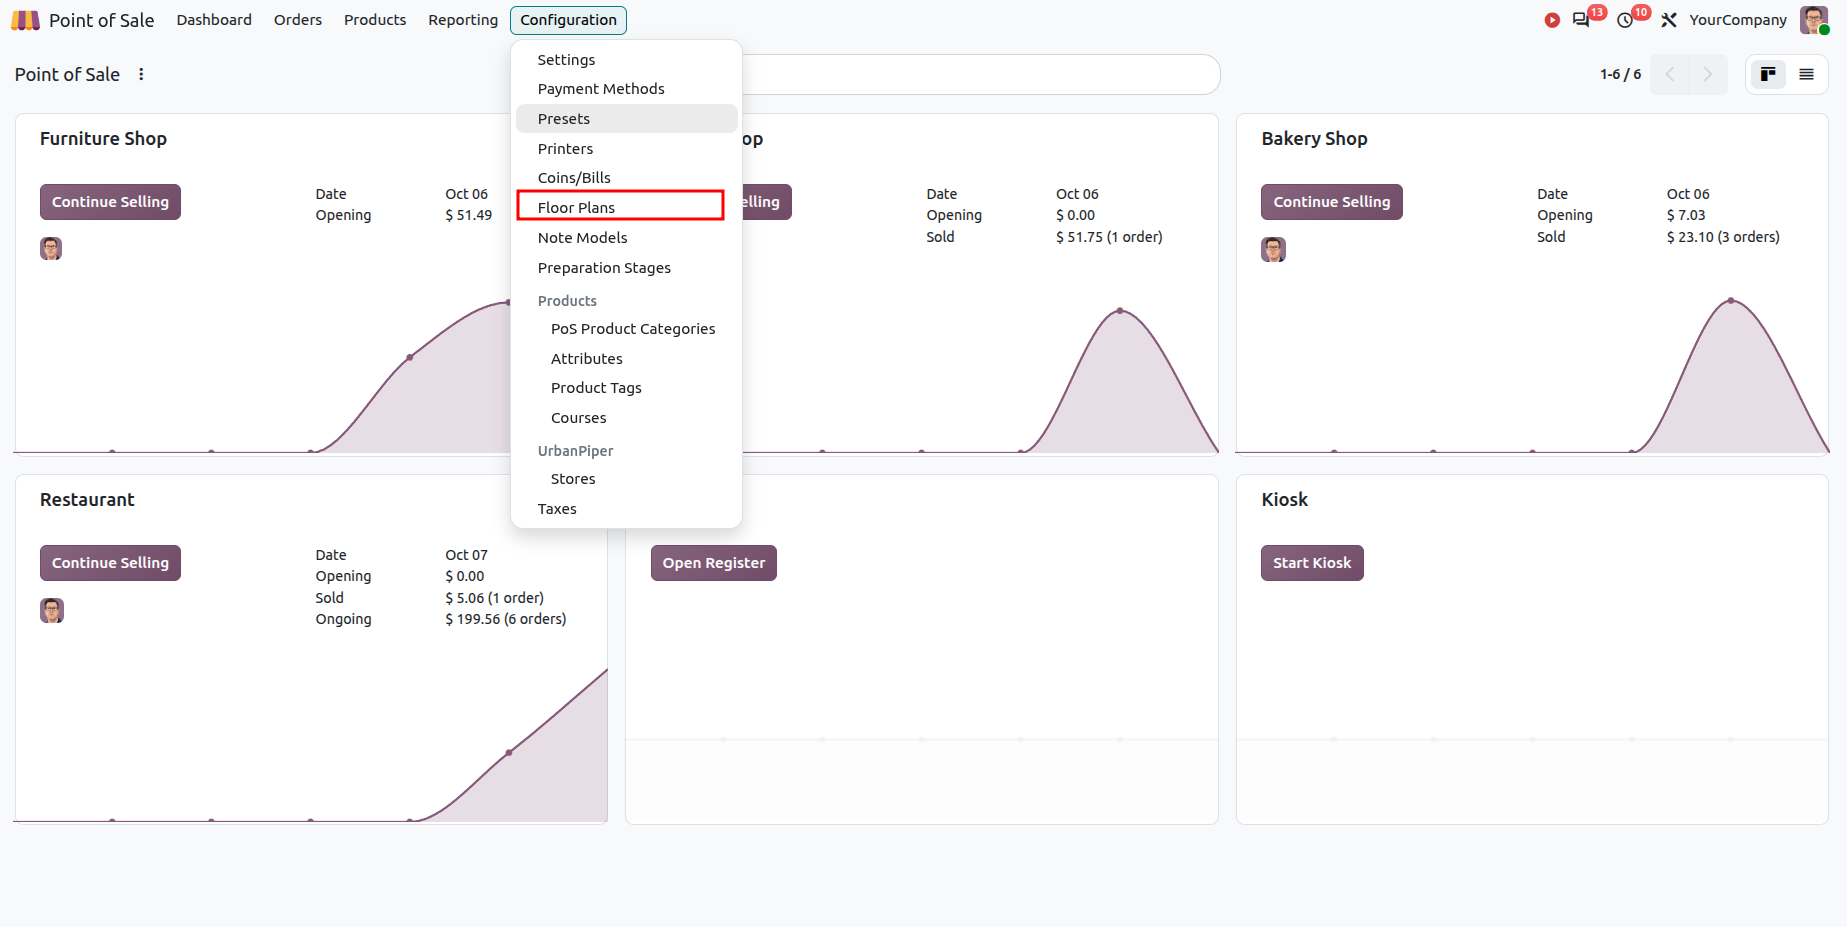 Point of Sale Dashboard Orders Products Reporting Configuration 13 10 YourCompany
Point of Sale 1-6 / 6
Settings
Payment Methods
Presets
Printers
Coins/Bills
Floor Plans
Note Models
Preparation Stages
Products
PoS Product Categories
Attributes
Product Tags
Courses
UrbanPiper
Stores
Taxes
Furniture Shop
Continue Selling
Date Oct 06
Opening $ 51.49
op
elling
Date Oct 06
Opening $ 0.00
Sold $ 51.75 (1 order)
Bakery Shop
Continue Selling
Date Oct 06
Opening $ 7.03
Sold $ 23.10 (3 orders)
Restaurant
Continue Selling
Date Oct 07
Opening $ 0.00
Sold $ 5.06 (1 order)
Ongoing $ 199.56 (6 orders)
Open Register
Kiosk
Start Kiosk